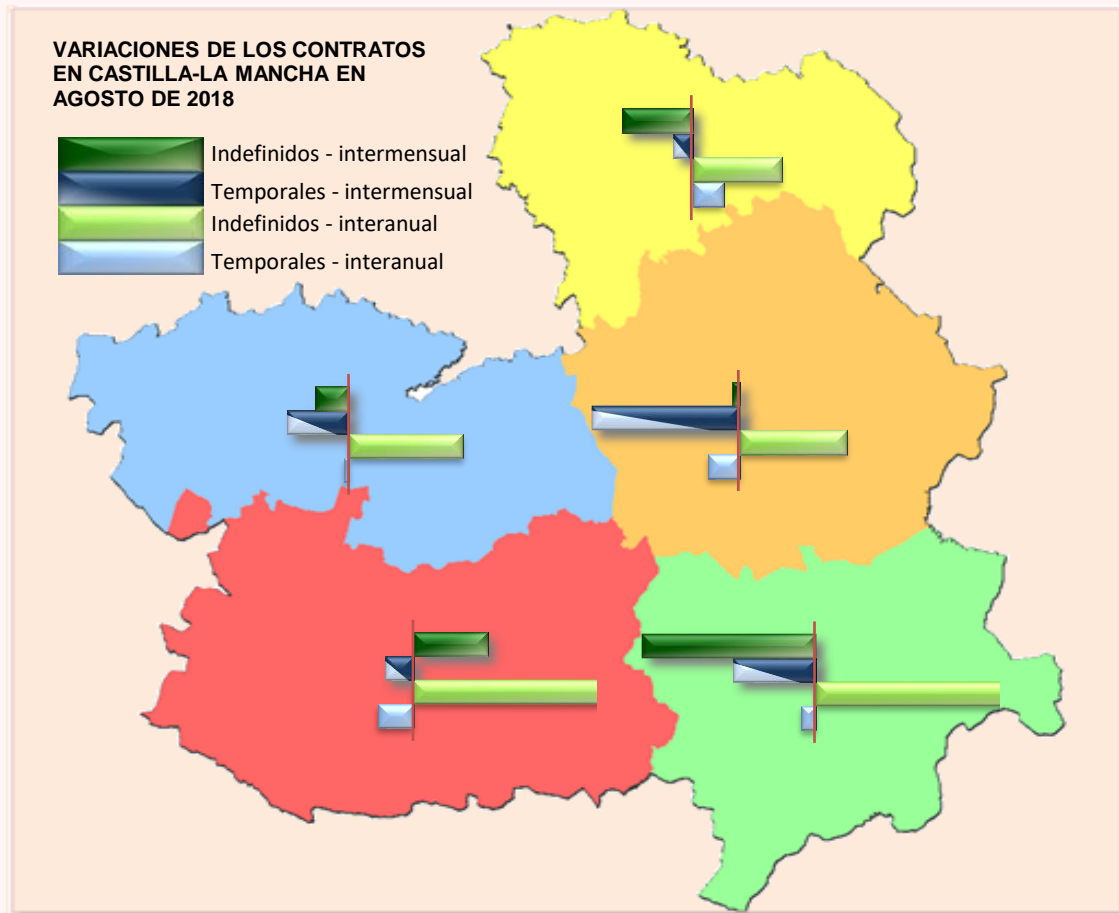 VARIACIONES DE LOS CONTRATOS
EN CASTILLA-LA MANCHA EN
AGOSTO DE 2018
Indefinidos - intermensual
Temporales - intermensual
Indefinidos - interanual
Temporales - interanual